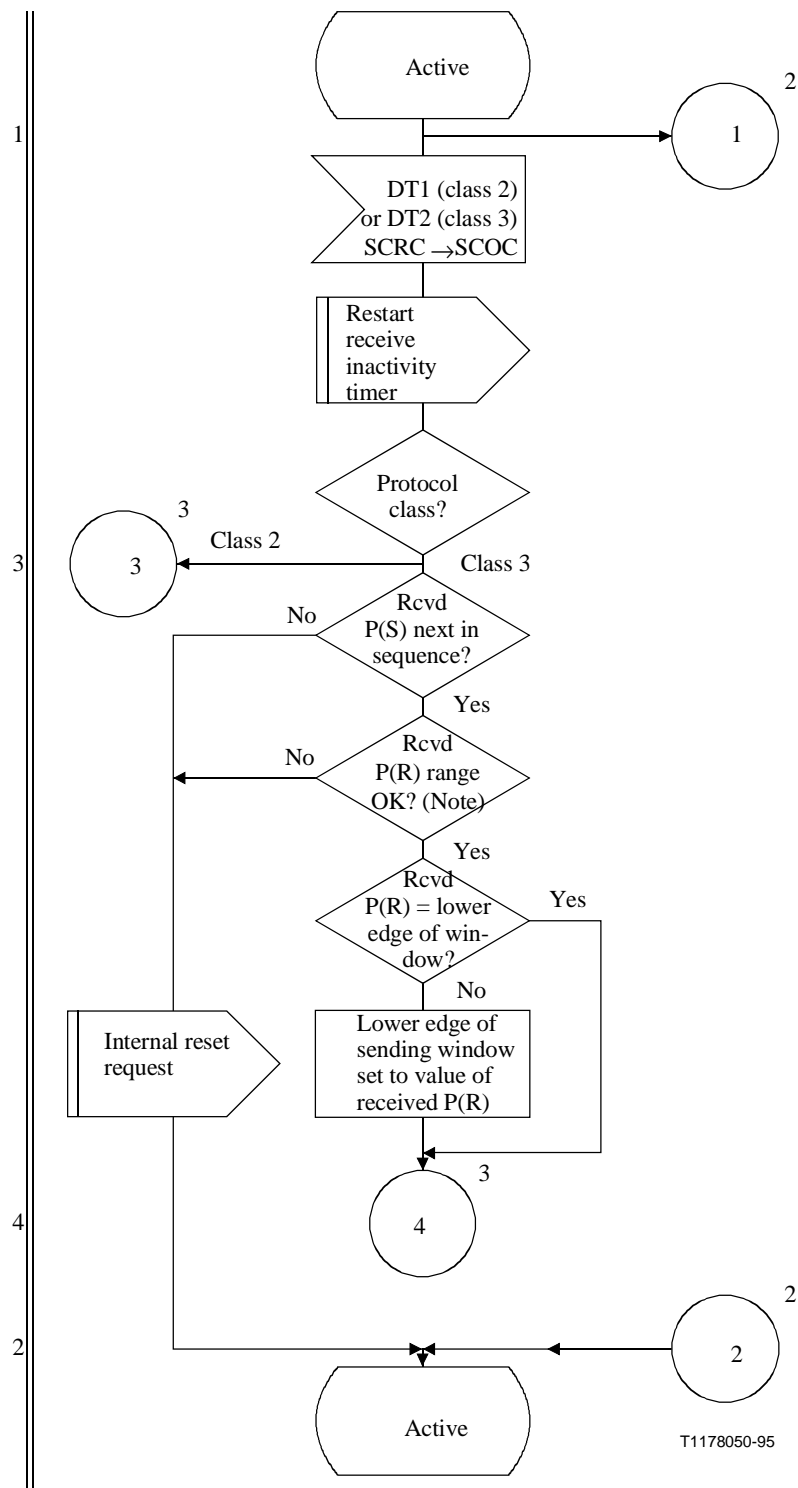 Active
2
1
1
DT1 (class 2)
or DT2 (class 3)
SCRC →SCOC
Restart
receive
inactivity
timer
Protocol
class?
3
3
3
Class 2
Class 3
No
Rcvd
P(S) next in
sequence?
Yes
No
Rcvd
P(R) range
OK? (Note)
Yes
Rcvd
P(R) = lower
edge of win-
dow?
Yes
No
Internal reset
request
Lower edge of
sending window
set to value of
received P(R)
3
4
4
2
2
2
Active
T1178050-95